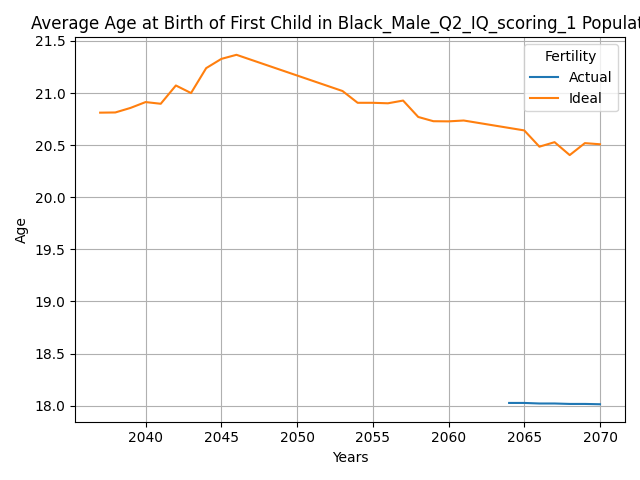 Average Age at Birth of First Child in Black_Male_Q2_IQ_scoring_1 Populat
21.5
21.0
20.5
20.0
19.5
19.0
18.5
18.0
Age
Fertility
Actual
Ideal
2040 2045 2050 2055 2060 2065 2070
Years